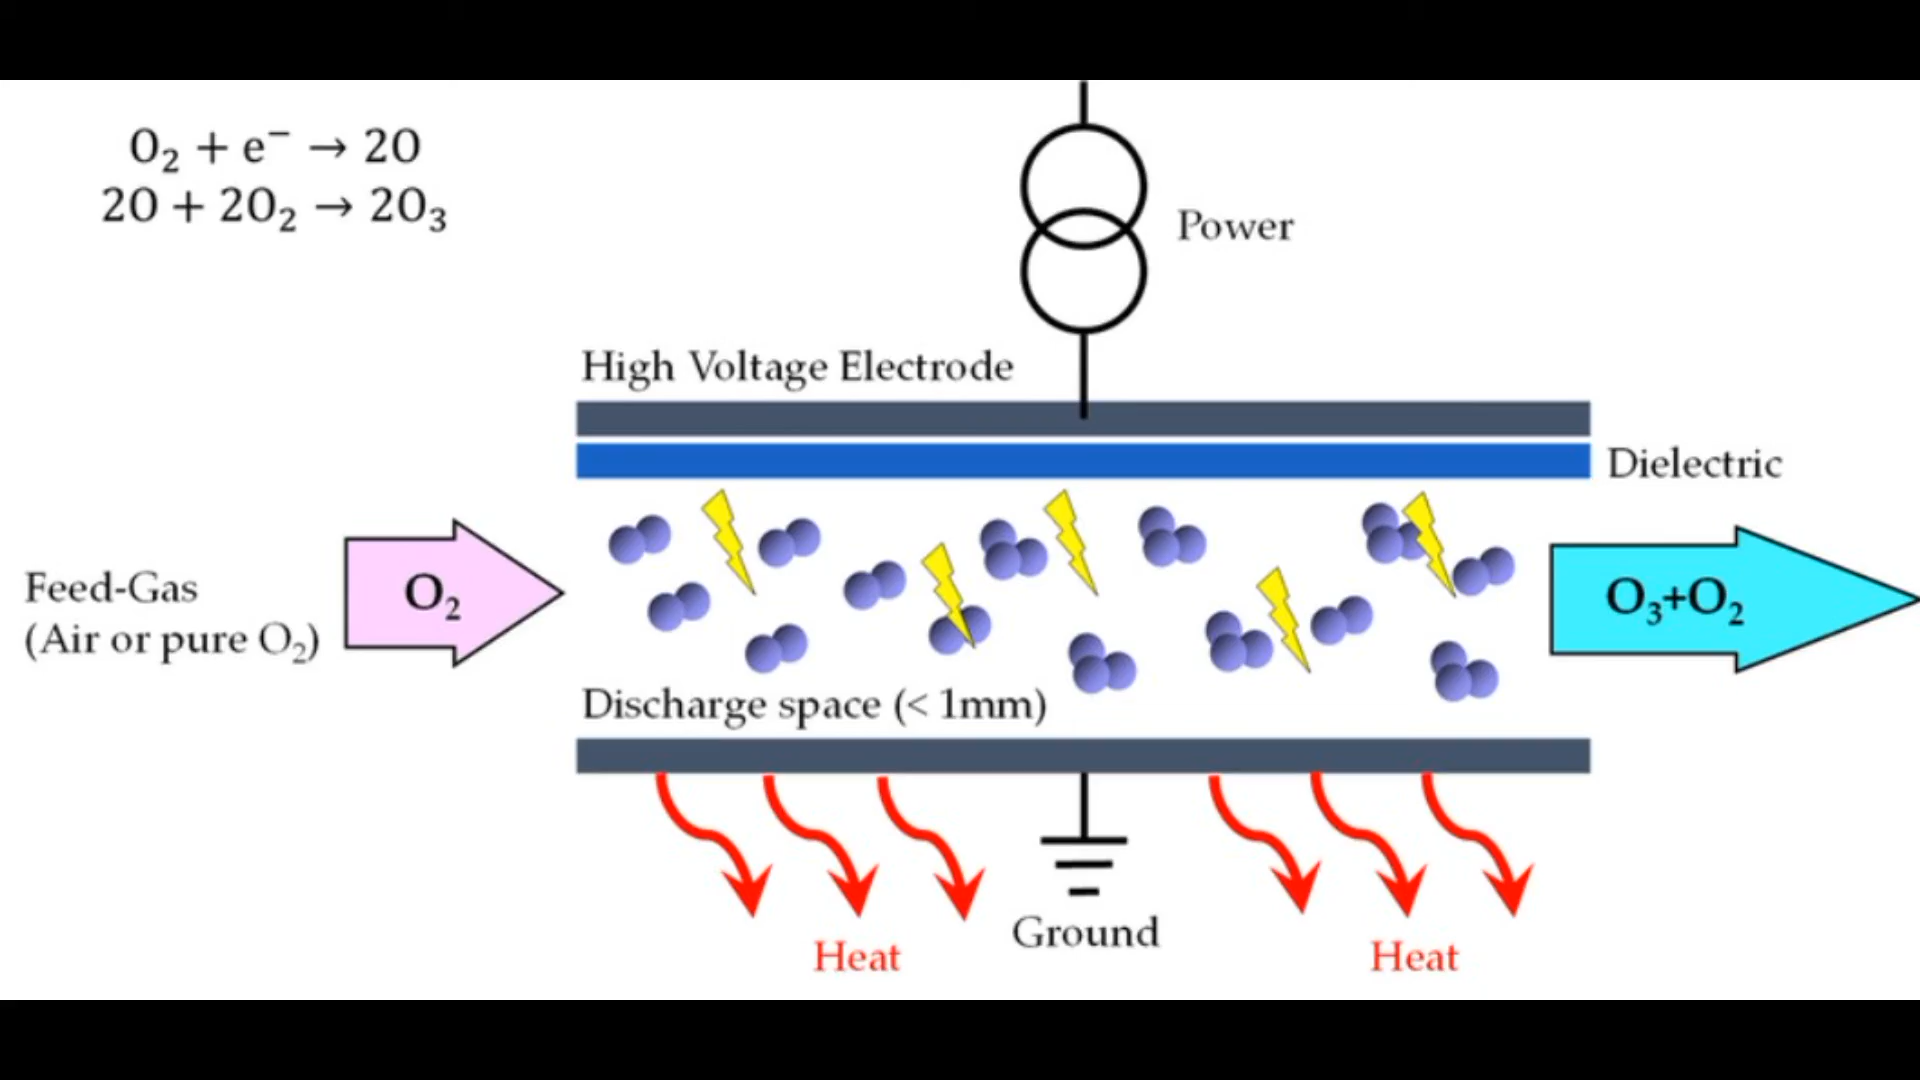 O₂ + e⁻ → 2O
2O + 2O₂ → 2O₃
Power
High Voltage Electrode
Dielectric
Feed-Gas
(Air or pure O₂)
O₂
O₃+O₂
Discharge space (< 1mm)
Ground
Heat
Heat